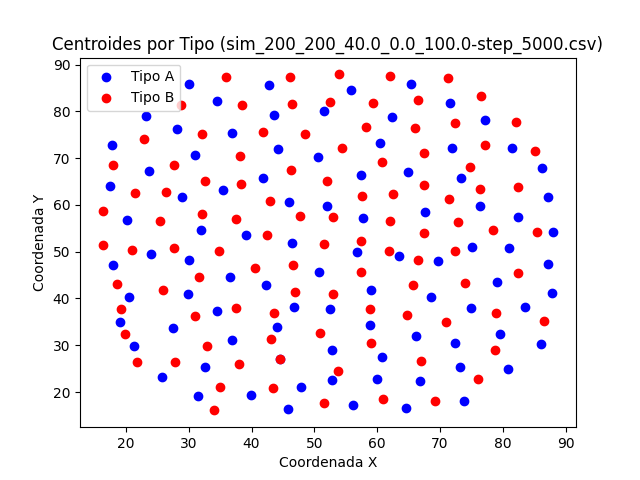 Centroides por Tipo (sim_200_200_40.0_0.0_100.0-step_5000.csv)
Tipo A
Tipo B
90
80
70
60
50
40
30
20
Coordenada Y
20 30 40 50 60 70 80 90
Coordenada X